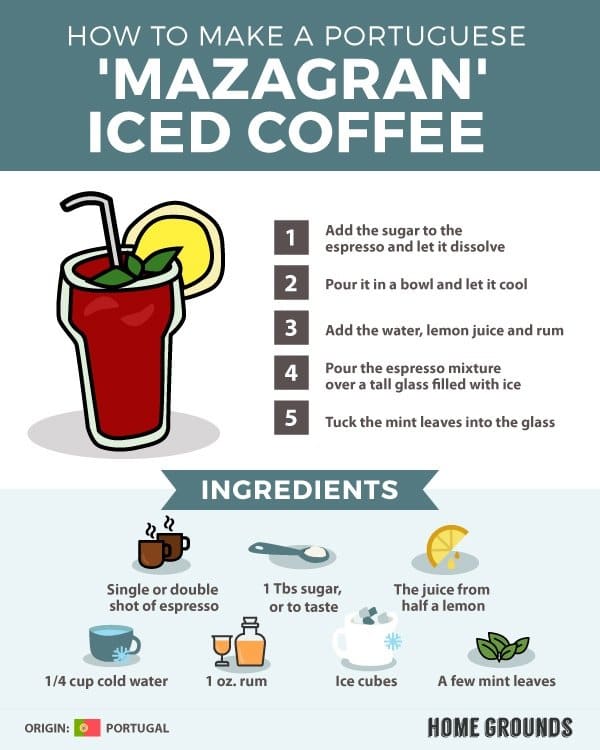 HOW TO MAKE A PORTUGUESE
'MAZAGRAN'
ICED COFFEE
1 Add the sugar to the
espresso and let it dissolve
2 Pour it in a bowl and let it cool
3 Add the water, lemon juice and rum
4 Pour the espresso mixture
over a tall glass filled with ice
5 Tuck the mint leaves into the glass
INGREDIENTS
Single or double
shot of espresso
1 Tbs sugar,
or to taste
The juice from
half a lemon
1/4 cup cold water
1 oz. rum
Ice cubes
A few mint leaves
ORIGIN: PORTUGAL
HOME GROUNDS